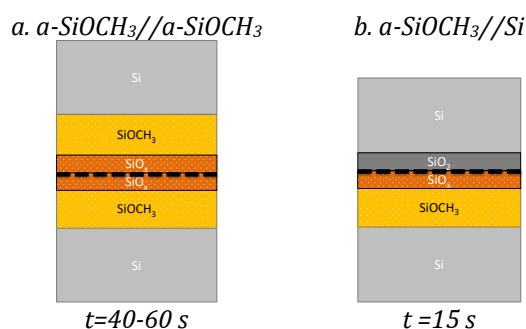 a. a-SiOCH₃//a-SiOCH₃
Si
SiOCH₃
SiOₓ
SiOₓ
SiOCH₃
Si
t=40-60 s
b. a-SiOCH₃//Si
Si
SiO₂
SiOₓ
SiOCH₃
Si
t =15 s